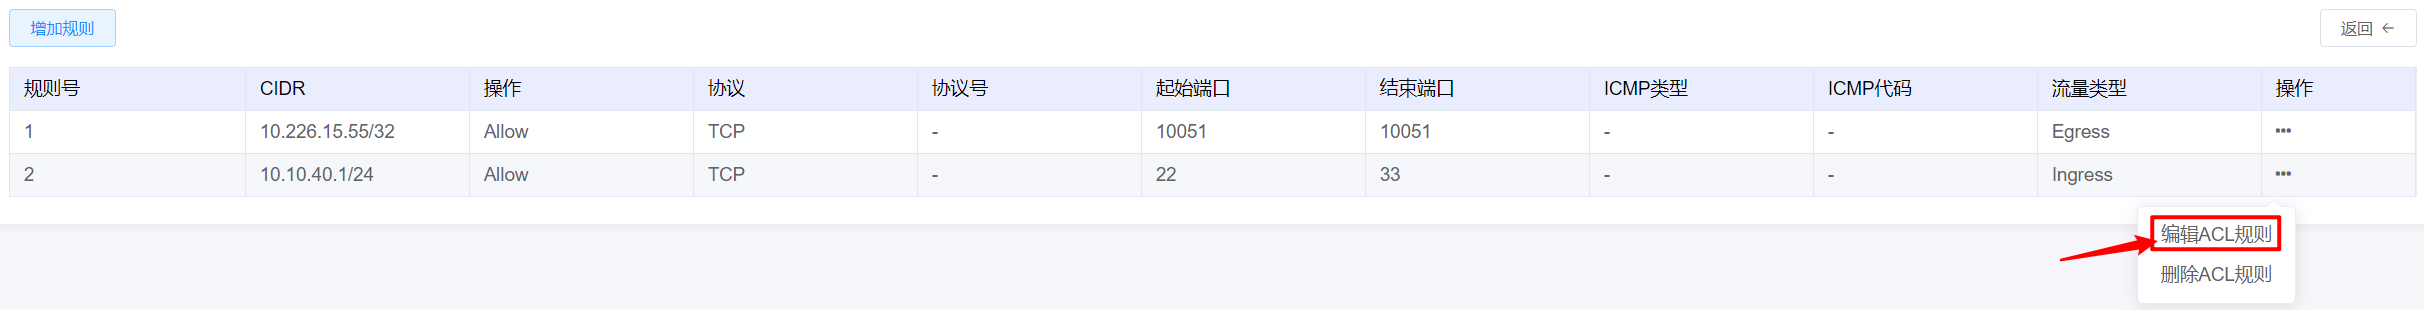 增加规则
返回 ←
规则号 CIDR 操作 协议 协议号 起始端口 结束端口 ICMP类型 ICMP代码 流量类型 操作
1 10.226.15.55/32 Allow TCP - 10051 10051 - - Egress •••
2 10.10.40.1/24 Allow TCP - 22 33 - - Ingress •••
编辑ACL规则
删除ACL规则